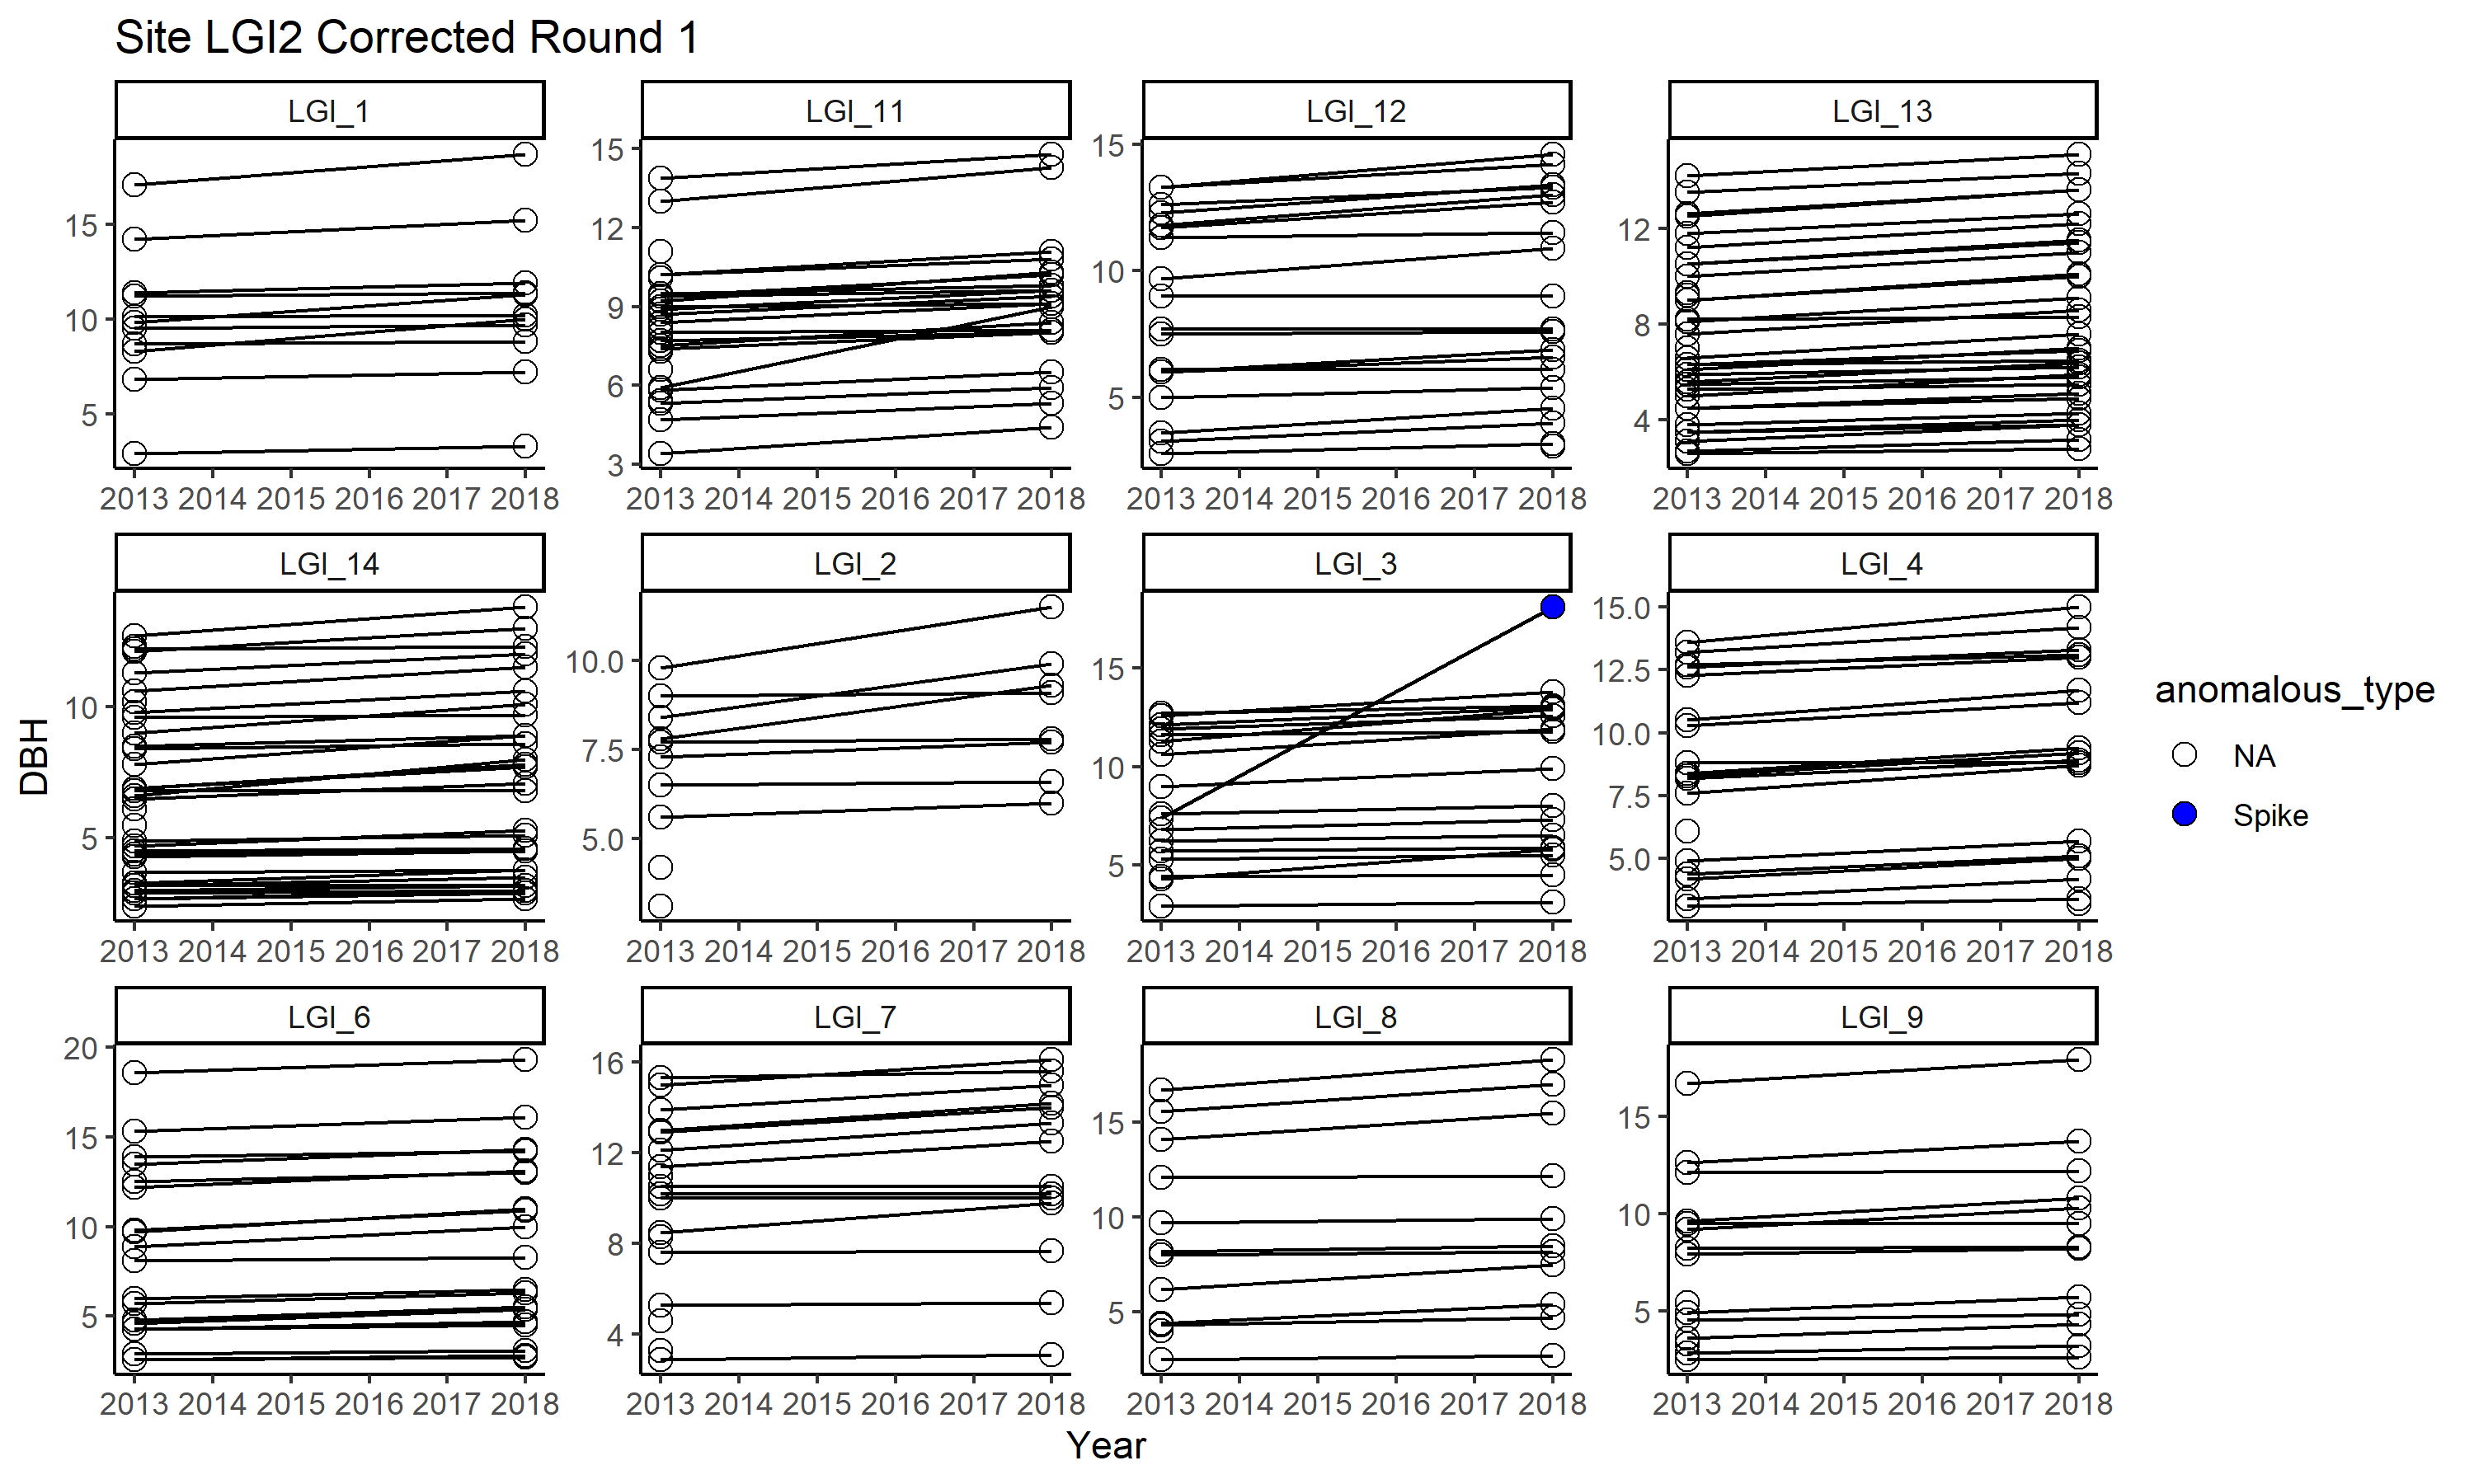 Site LGI2 Corrected Round 1
LGI_1 LGI_11 LGI_12 LGI_13
15 10 5
15 12 9 6 3
15 10 5
12 8 4
2013 2014 2015 2016 2017 2018 2013 2014 2015 2016 2017 2018 2013 2014 2015 2016 2017 2018 2013 2014 2015 2016 2017 2018
LGI_14 LGI_2 LGI_3 LGI_4
10 5
10.0 7.5 5.0
15 10 5
15.0 12.5 10.0 7.5 5.0
2013 2014 2015 2016 2017 2018 2013 2014 2015 2016 2017 2018 2013 2014 2015 2016 2017 2018 2013 2014 2015 2016 2017 2018
LGI_6 LGI_7 LGI_8 LGI_9
20 15 10 5
16 12 8 4
15 10 5
15 10 5
2013 2014 2015 2016 2017 2018 2013 2014 2015 2016 2017 2018 2013 2014 2015 2016 2017 2018 2013 2014 2015 2016 2017 2018
DBH
Year
anomalous_type
NA
Spike